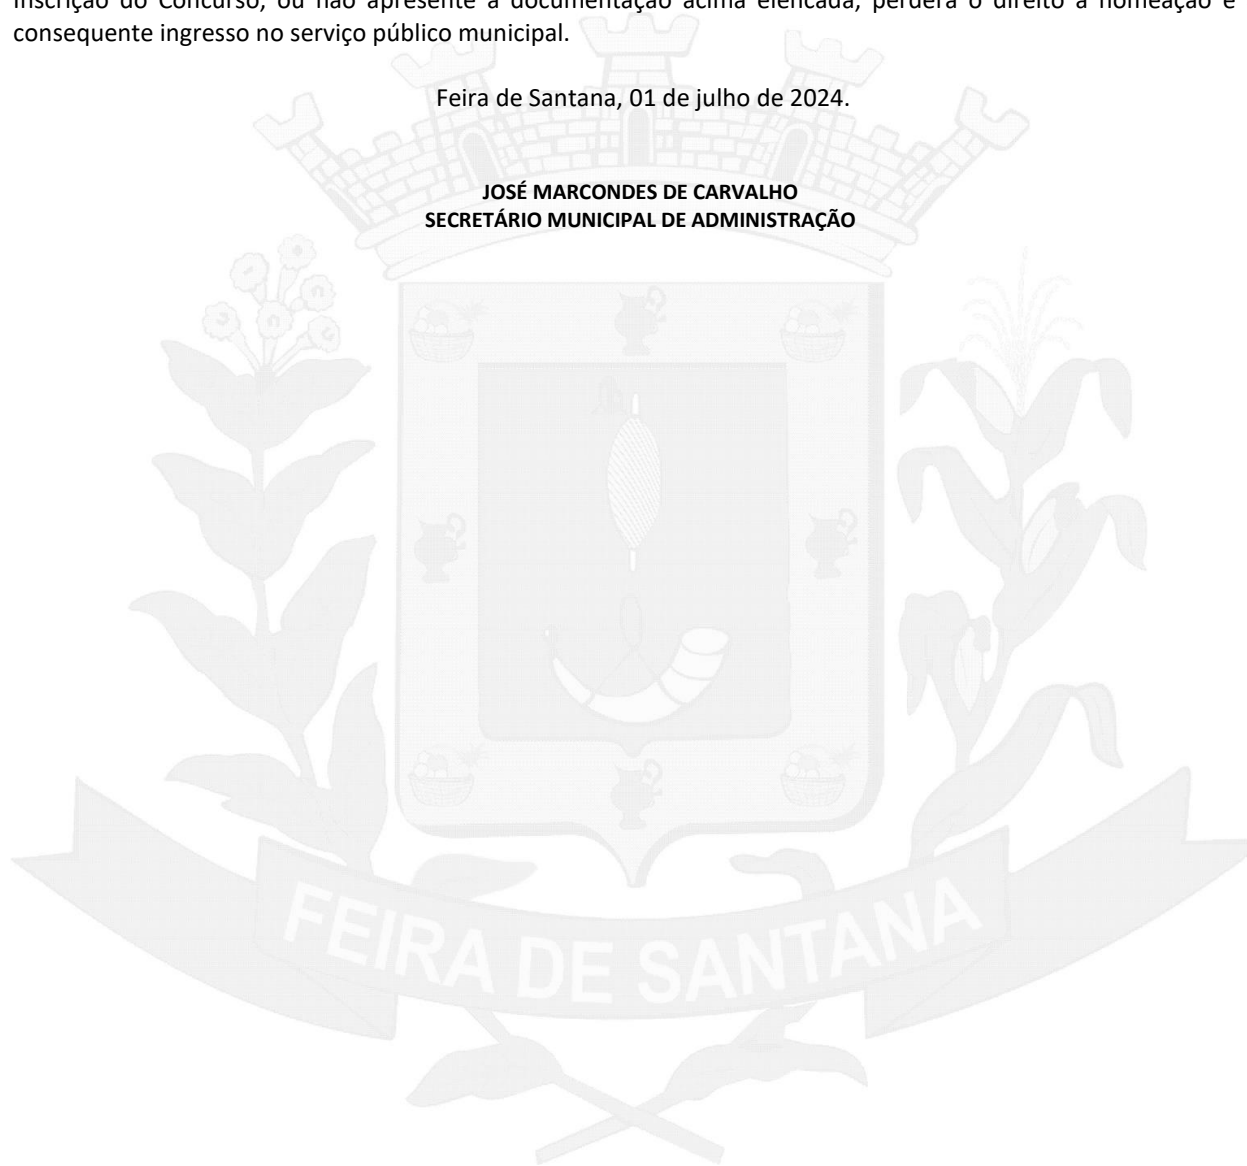 Inscrição do Concurso, ou não apresente a documentação acima elencada, perderá o direito à nomeação e
consequente ingresso no serviço público municipal.
Feira de Santana, 01 de julho de 2024.
JOSÉ MARCONDES DE CARVALHO
SECRETÁRIO MUNICIPAL DE ADMINISTRAÇÃO
FEIRA DE SANTANA